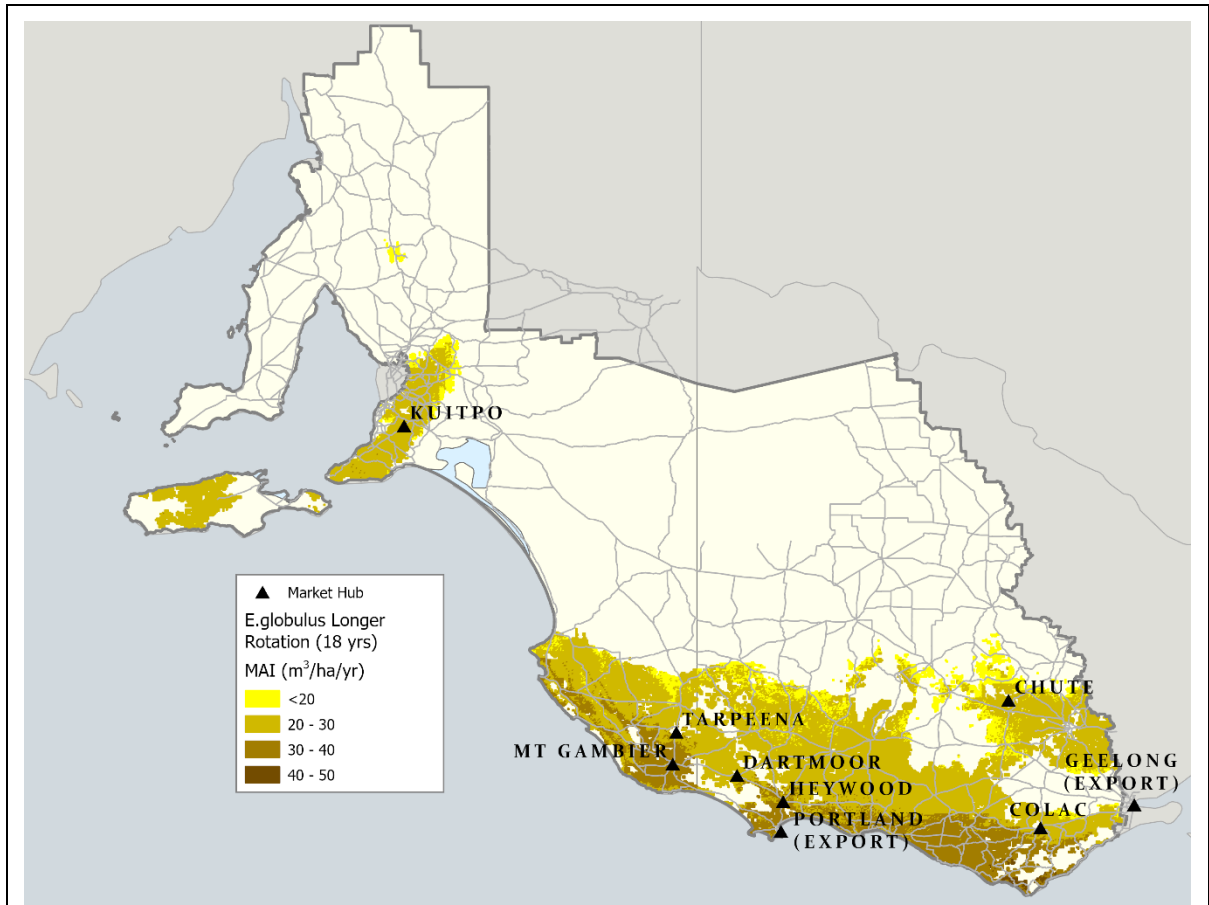 KUITPO
Market Hub
E.globulus Longer
Rotation (18 yrs)
MAI (m³/ha/yr)
<20
20 - 30
30 - 40
40 - 50
CHUTE
TARPEENA
MT GAMBIER
DARTMOOR
GEELONG
(EXPORT)
HEYWOOD
COLAC
PORTLAND
(EXPORT)